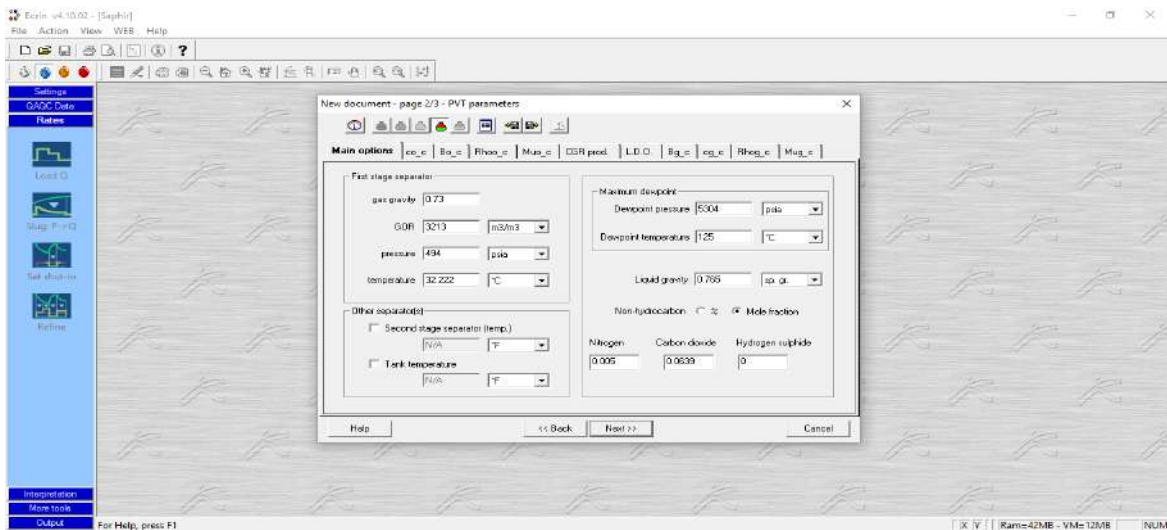 Ecrin v4.10.02 - [Saphir]
File Action View WEB Help
Settings
QAQC Data
Rates
Load Q
Slug: P->Q
Set shut-ins
Refine
Interpretation
More tools
Output
New document - page 2/3 - PVT parameters
Main options co_c Bo_c Rhoo_c Muo_c CGR prod. L.D.O. Bg_c cg_c Rhog_c Mug_c
First stage separator
gas gravity 0.73
GOR 3213 m3/m3
pressure 494 psia
temperature 32.222 °C
Other separator(s)
Second stage separator (temp.)
N/A °F
Tank temperature
N/A °F
Maximum dewpoint
Dewpoint pressure 5304 psia
Dewpoint temperature 125 °C
Liquid gravity 0.765 sp. gr.
Non-hydrocarbon % Mole fraction
Nitrogen Carbon dioxide Hydrogen sulphide
0.005 0.0639 0
Help << Back Next >> Cancel
For Help, press F1
X Y Ram=42MB - VM=12MB NUM